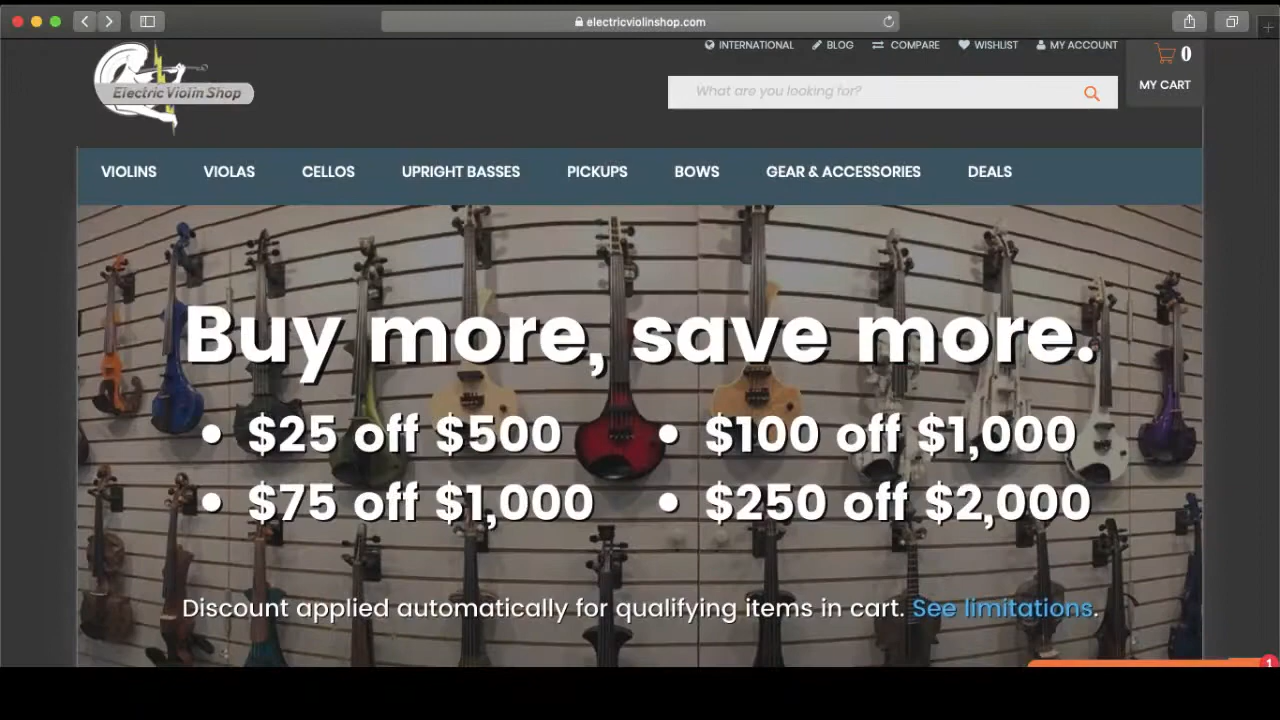 electricviolinshop.com
INTERNATIONAL BLOG COMPARE WISHLIST MY ACCOUNT
0
MY CART
Electric Violin Shop
What are you looking for?
VIOLINS VIOLAS CELLOS UPRIGHT BASSES PICKUPS BOWS GEAR & ACCESSORIES DEALS
Buy more, save more.
• $25 off $500 • $100 off $1,000
• $75 off $1,000 • $250 off $2,000
Discount applied automatically for qualifying items in cart. See limitations.
1